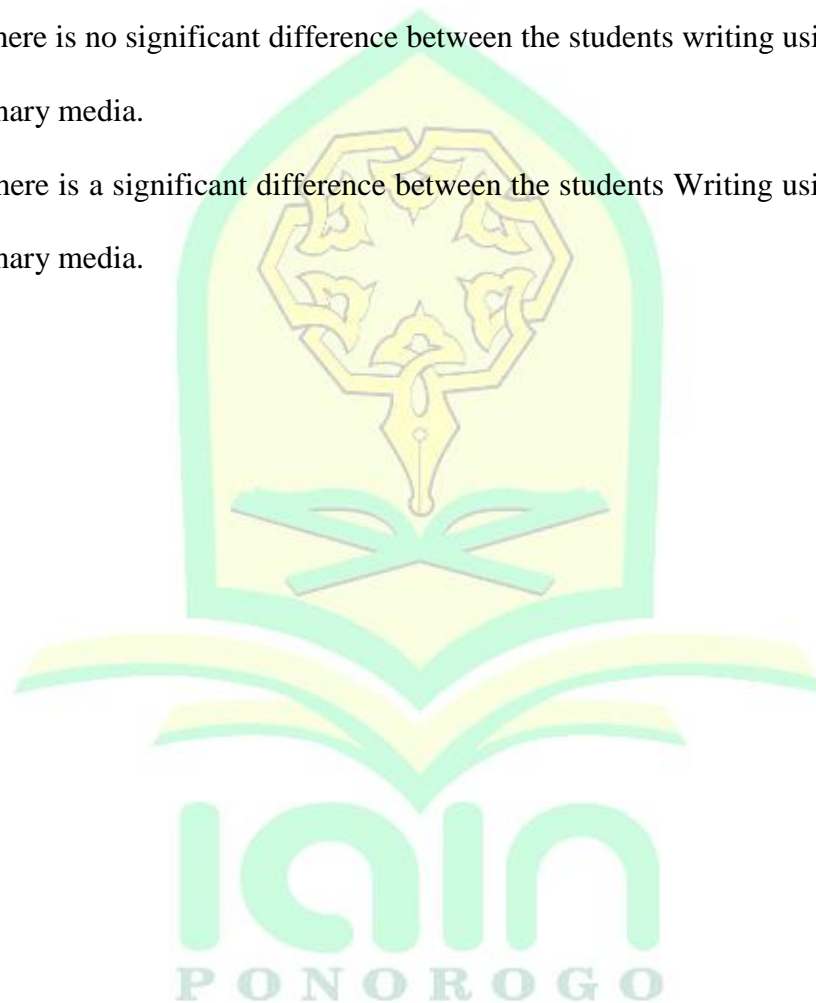 here is no significant difference between the students writing usi
nary media.
here is a significant difference between the students Writing usi
nary media.
iain
PONOROGO